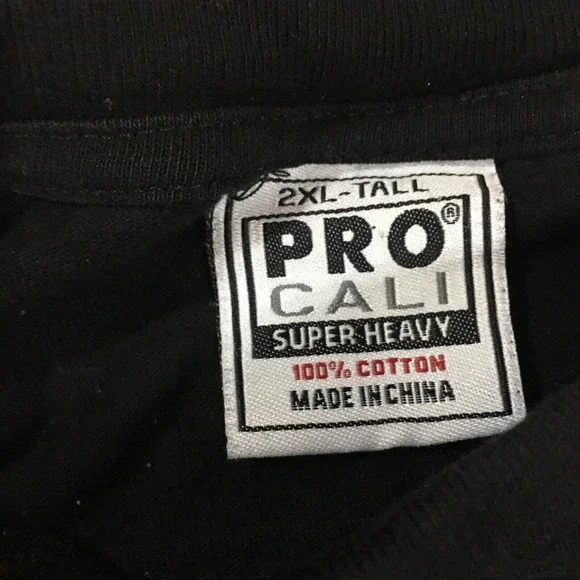 2XL-TALL
PRO®
CALI
SUPER HEAVY
100% COTTON
MADE IN CHINA